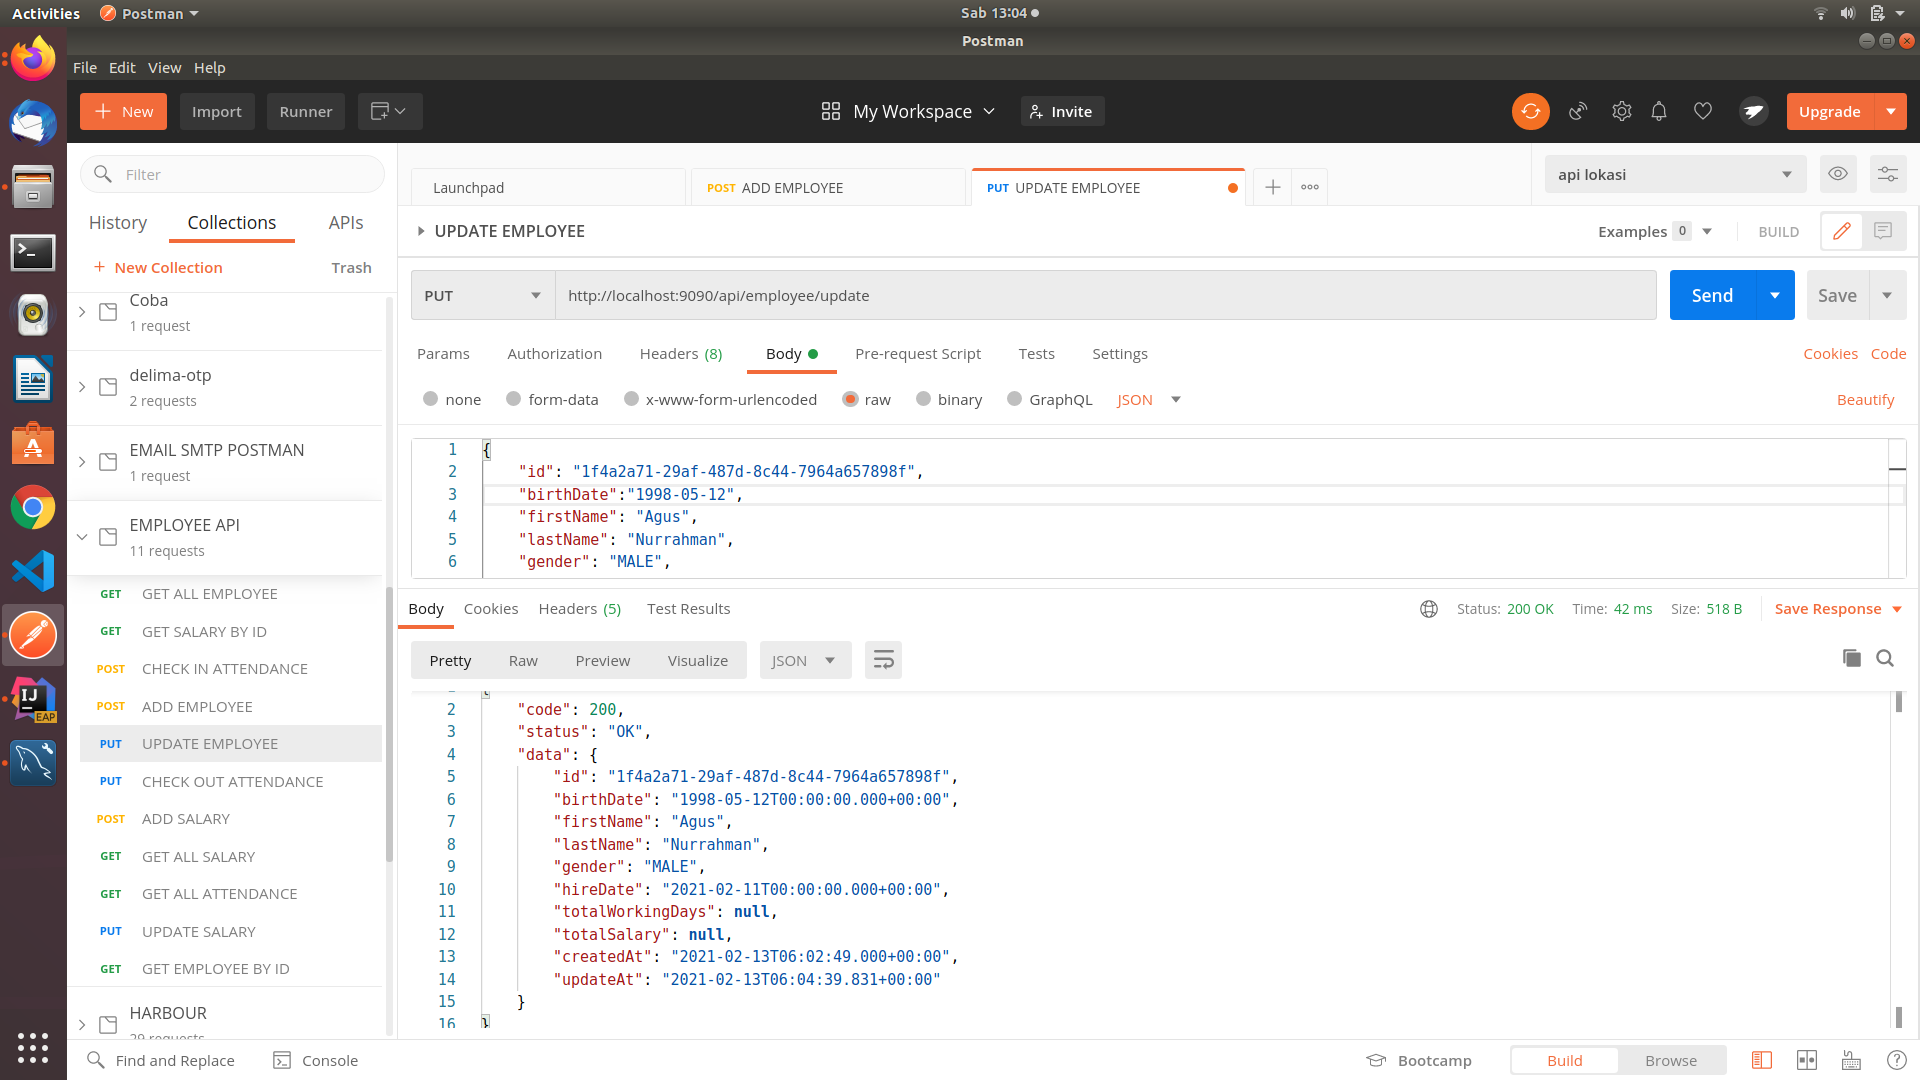 Activities
Postman
Sab 13:04
Postman
File Edit View Help
New
Import
Runner
My Workspace
Invite
Upgrade
Filter
History
Collections
APIs
New Collection
Trash
Coba
1 request
delima-otp
2 requests
EMAIL SMTP POSTMAN
1 request
EMPLOYEE API
11 requests
GET GET ALL EMPLOYEE
GET GET SALARY BY ID
POST CHECK IN ATTENDANCE
POST ADD EMPLOYEE
PUT UPDATE EMPLOYEE
PUT CHECK OUT ATTENDANCE
POST ADD SALARY
GET GET ALL SALARY
GET GET ALL ATTENDANCE
PUT UPDATE SALARY
GET GET EMPLOYEE BY ID
HARBOUR
29 requests
Launchpad
POST ADD EMPLOYEE
PUT UPDATE EMPLOYEE
api lokasi
UPDATE EMPLOYEE
Examples 0
BUILD
PUT
http://localhost:9090/api/employee/update
Send
Save
Params
Authorization
Headers (8)
Body
Pre-request Script
Tests
Settings
Cookies
Code
none
form-data
x-www-form-urlencoded
raw
binary
GraphQL
JSON
Beautify
1 {
2 "id": "1f4a2a71-29af-487d-8c44-7964a657898f",
3 "birthDate":"1998-05-12",
4 "firstName": "Agus",
5 "lastName": "Nurrahman",
6 "gender": "MALE",
Body
Cookies
Headers (5)
Test Results
Status: 200 OK
Time: 42 ms
Size: 518 B
Save Response
Pretty
Raw
Preview
Visualize
JSON
2 "code": 200,
3 "status": "OK",
4 "data": {
5 "id": "1f4a2a71-29af-487d-8c44-7964a657898f",
6 "birthDate": "1998-05-12T00:00:00.000+00:00",
7 "firstName": "Agus",
8 "lastName": "Nurrahman",
9 "gender": "MALE",
10 "hireDate": "2021-02-11T00:00:00.000+00:00",
11 "totalWorkingDays": null,
12 "totalSalary": null,
13 "createdAt": "2021-02-13T06:02:49.000+00:00",
14 "updateAt": "2021-02-13T06:04:39.831+00:00"
15 }
16 }
Find and Replace
Console
Bootcamp
Build
Browse
IJ
EAP